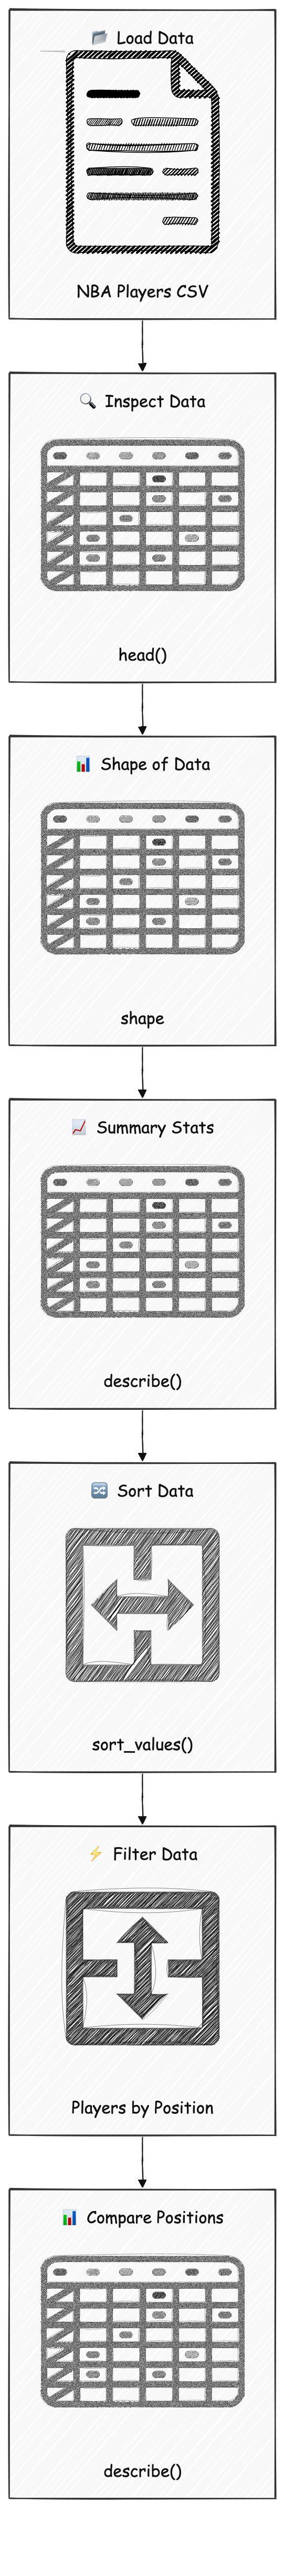 📂 Load Data
NBA Players CSV
🔍 Inspect Data
head()
📊 Shape of Data
shape
📈 Summary Stats
describe()
🔀 Sort Data
sort_values()
⚡ Filter Data
Players by Position
📊 Compare Positions
describe()